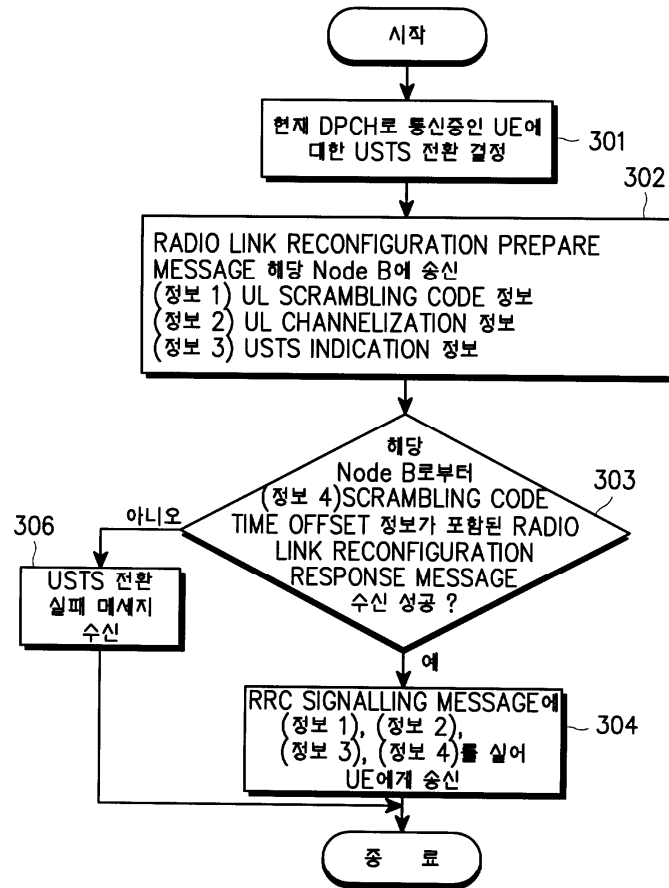 시작
현재 DPCH로 통신중인 UE에
대한 USTS 전환 결정
301
302
RADIO LINK RECONFIGURATION PREPARE
MESSAGE 해당 Node B에 송신
(정보 1) UL SCRAMBLING CODE 정보
(정보 2) UL CHANNELIZATION 정보
(정보 3) USTS INDICATION 정보
해당
Node B로부터
(정보 4)SCRAMBLING CODE
TIME OFFSET 정보가 포함된 RADIO
LINK RECONFIGURATION
RESPONSE MESSAGE
수신 성공 ?
303
아니오
306
USTS 전환
실패 메세지
수신
예
RRC SIGNALLING MESSAGE에
(정보 1), (정보 2),
(정보 3), (정보 4)를 실어
UE에게 송신
304
종 료